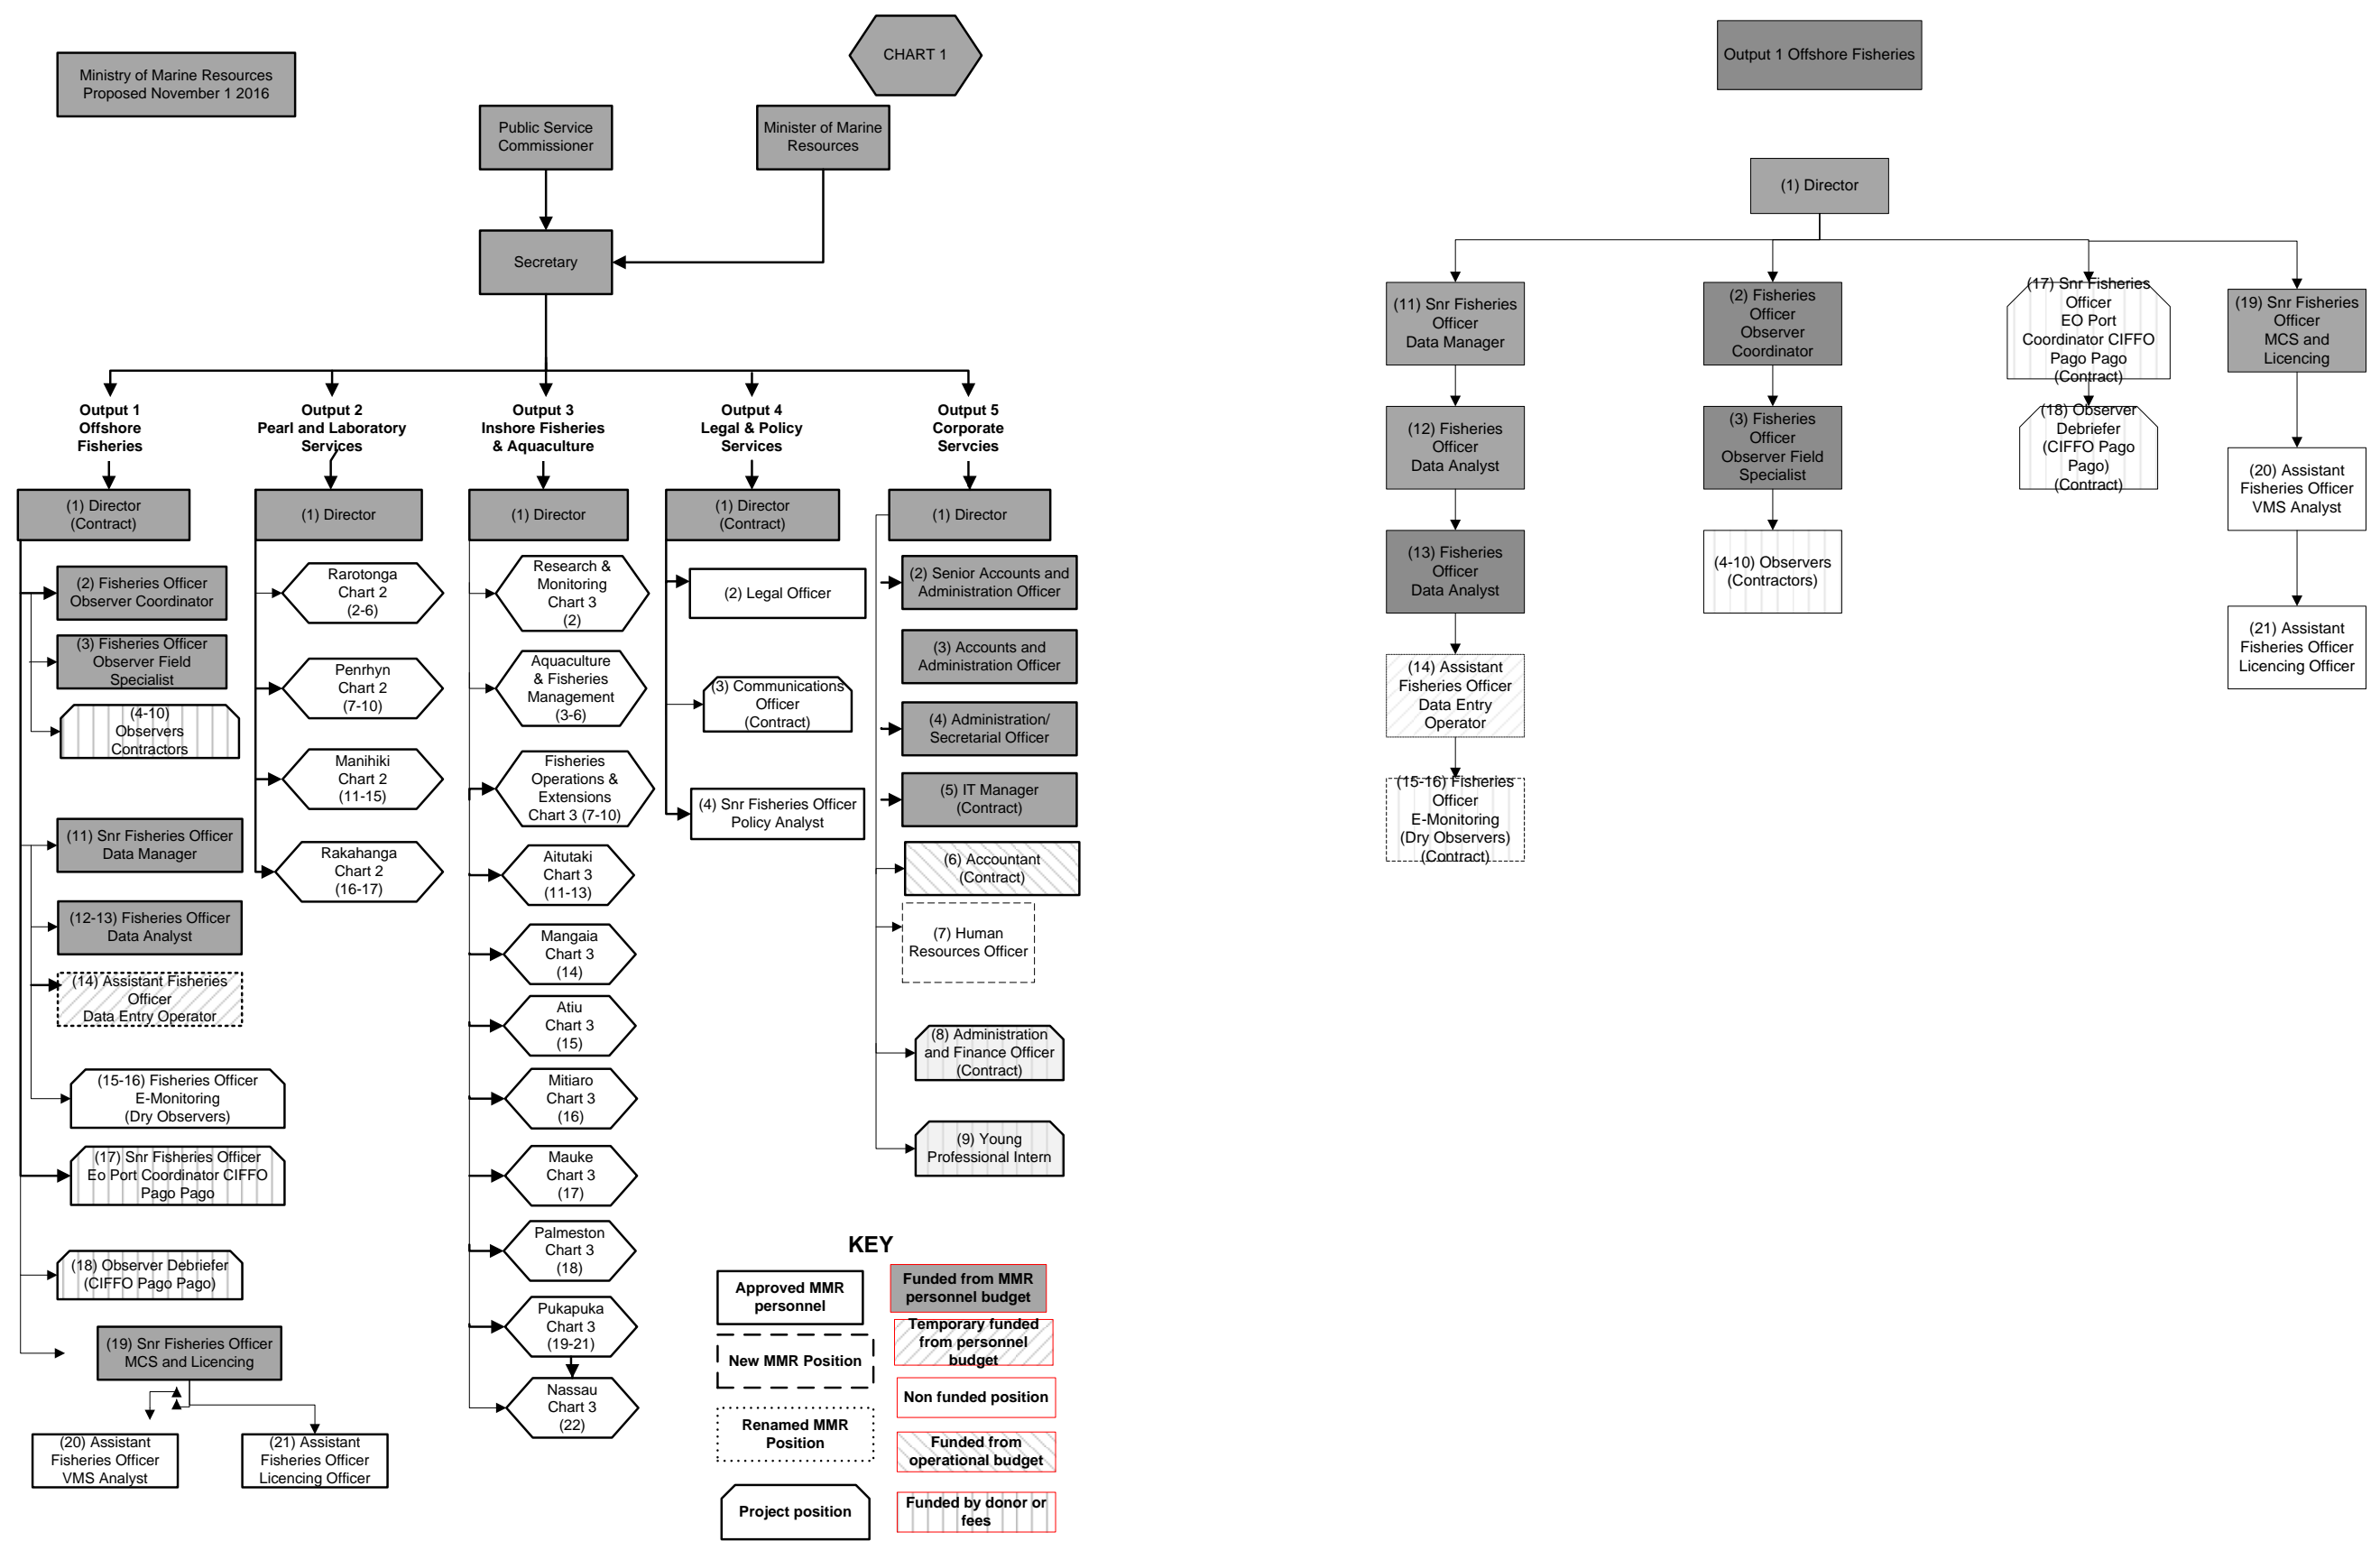 CHART 1
Ministry of Marine Resources
Proposed November 1 2016
Public Service
Commissioner
Minister of Marine
Resources
Secretary
Output 1
Offshore
Fisheries
Output 2
Pearl and Laboratory
Services
Output 3
Inshore Fisheries
& Aquaculture
Output 4
Legal & Policy
Services
Output 5
Corporate
Servcies
(1) Director
(Contract)
(2) Fisheries Officer
Observer Coordinator
(3) Fisheries Officer
Observer Field
Specialist
(4-10)
Observers
Contractors
(11) Snr Fisheries Officer
Data Manager
(12-13) Fisheries Officer
Data Analyst
(14) Assistant Fisheries
Officer
Data Entry Operator
(15-16) Fisheries Officer
E-Monitoring
(Dry Observers)
(17) Snr Fisheries Officer
Eo Port Coordinator CIFFO
Pago Pago
(18) Observer Debriefer
(CIFFO Pago Pago)
(19) Snr Fisheries Officer
MCS and Licencing
(20) Assistant
Fisheries Officer
VMS Analyst
(21) Assistant
Fisheries Officer
Licencing Officer
(1) Director
Rarotonga
Chart 2
(2-6)
Penrhyn
Chart 2
(7-10)
Manihiki
Chart 2
(11-15)
Rakahanga
Chart 2
(16-17)
(1) Director
Research &
Monitoring
Chart 3
(2)
Aquaculture
& Fisheries
Management
(3-6)
Fisheries
Operations &
Extensions
Chart 3 (7-10)
Aitutaki
Chart 3
(11-13)
Mangaia
Chart 3
(14)
Atiu
Chart 3
(15)
Mitiaro
Chart 3
(16)
Mauke
Chart 3
(17)
Palmeston
Chart 3
(18)
Pukapuka
Chart 3
(19-21)
Nassau
Chart 3
(22)
(1) Director
(Contract)
(2) Legal Officer
(3) Communications
Officer
(Contract)
(4) Snr Fisheries Officer
Policy Analyst
(1) Director
(2) Senior Accounts and
Administration Officer
(3) Accounts and
Administration Officer
(4) Administration/
Secretarial Officer
(5) IT Manager
(Contract)
(6) Accountant
(Contract)
(7) Human
Resources Officer
(8) Administration
and Finance Officer
(Contract)
(9) Young
Professional Intern
KEY
Approved MMR
personnel
New MMR Position
Renamed MMR
Position
Project position
Funded from MMR
personnel budget
Temporary funded
from personnel
budget
Non funded position
Funded from
operational budget
Funded by donor or
fees
Output 1 Offshore Fisheries
(1) Director
(11) Snr Fisheries
Officer
Data Manager
(12) Fisheries
Officer
Data Analyst
(13) Fisheries
Officer
Data Analyst
(14) Assistant
Fisheries Officer
Data Entry
Operator
(15-16) Fisheries
Officer
E-Monitoring
(Dry Observers)
(Contract)
(2) Fisheries
Officer
Observer
Coordinator
(3) Fisheries
Officer
Observer Field
Specialist
(4-10) Observers
(Contractors)
(17) Snr Fisheries
Officer
EO Port
Coordinator CIFFO
Pago Pago
(Contract)
(18) Observer
Debriefer
(CIFFO Pago
Pago)
(Contract)
(19) Snr Fisheries
Officer
MCS and
Licencing
(20) Assistant
Fisheries Officer
VMS Analyst
(21) Assistant
Fisheries Officer
Licencing Officer